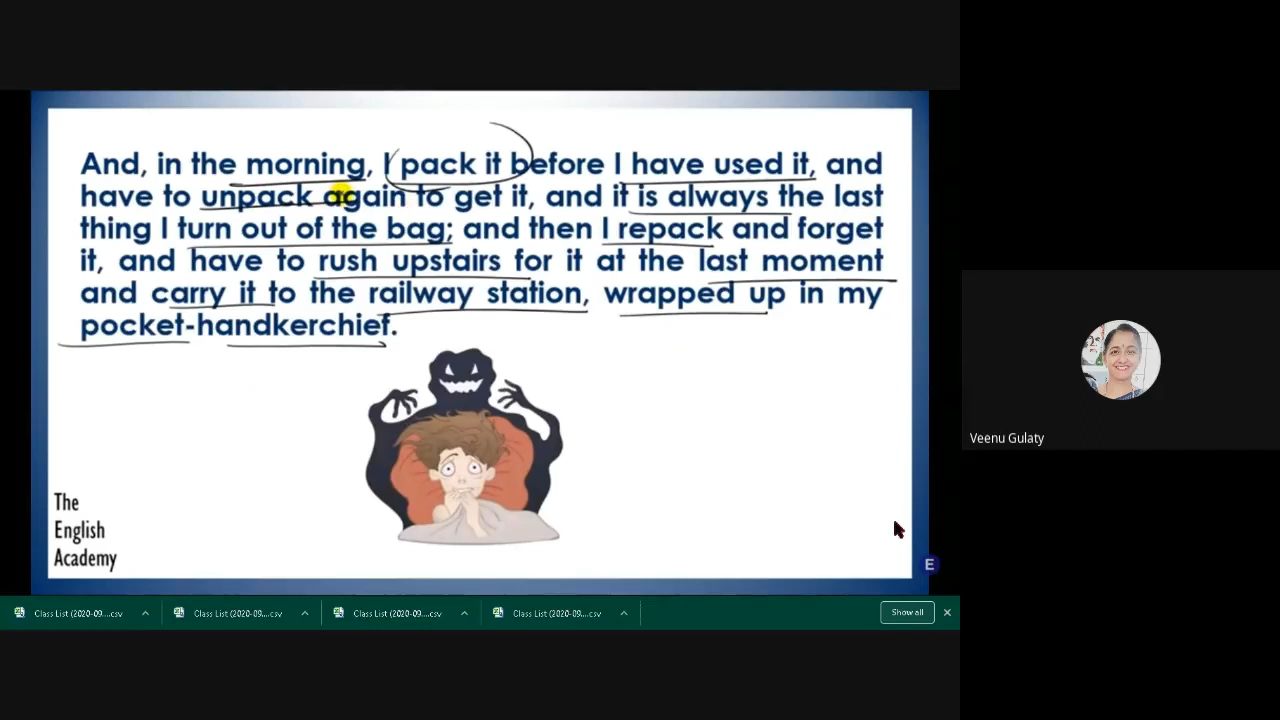 And, in the morning, I pack it before I have used it, and
have to unpack again to get it, and it is always the last
thing I turn out of the bag; and then I repack and forget
it, and have to rush upstairs for it at the last moment
and carry it to the railway station, wrapped up in my
pocket-handkerchief.
The
English
Academy
E
Veenu Gulaty
Class List (2020-09....csv
Class List (2020-09....csv
Class List (2020-09....csv
Class List (2020-09....csv
Show all